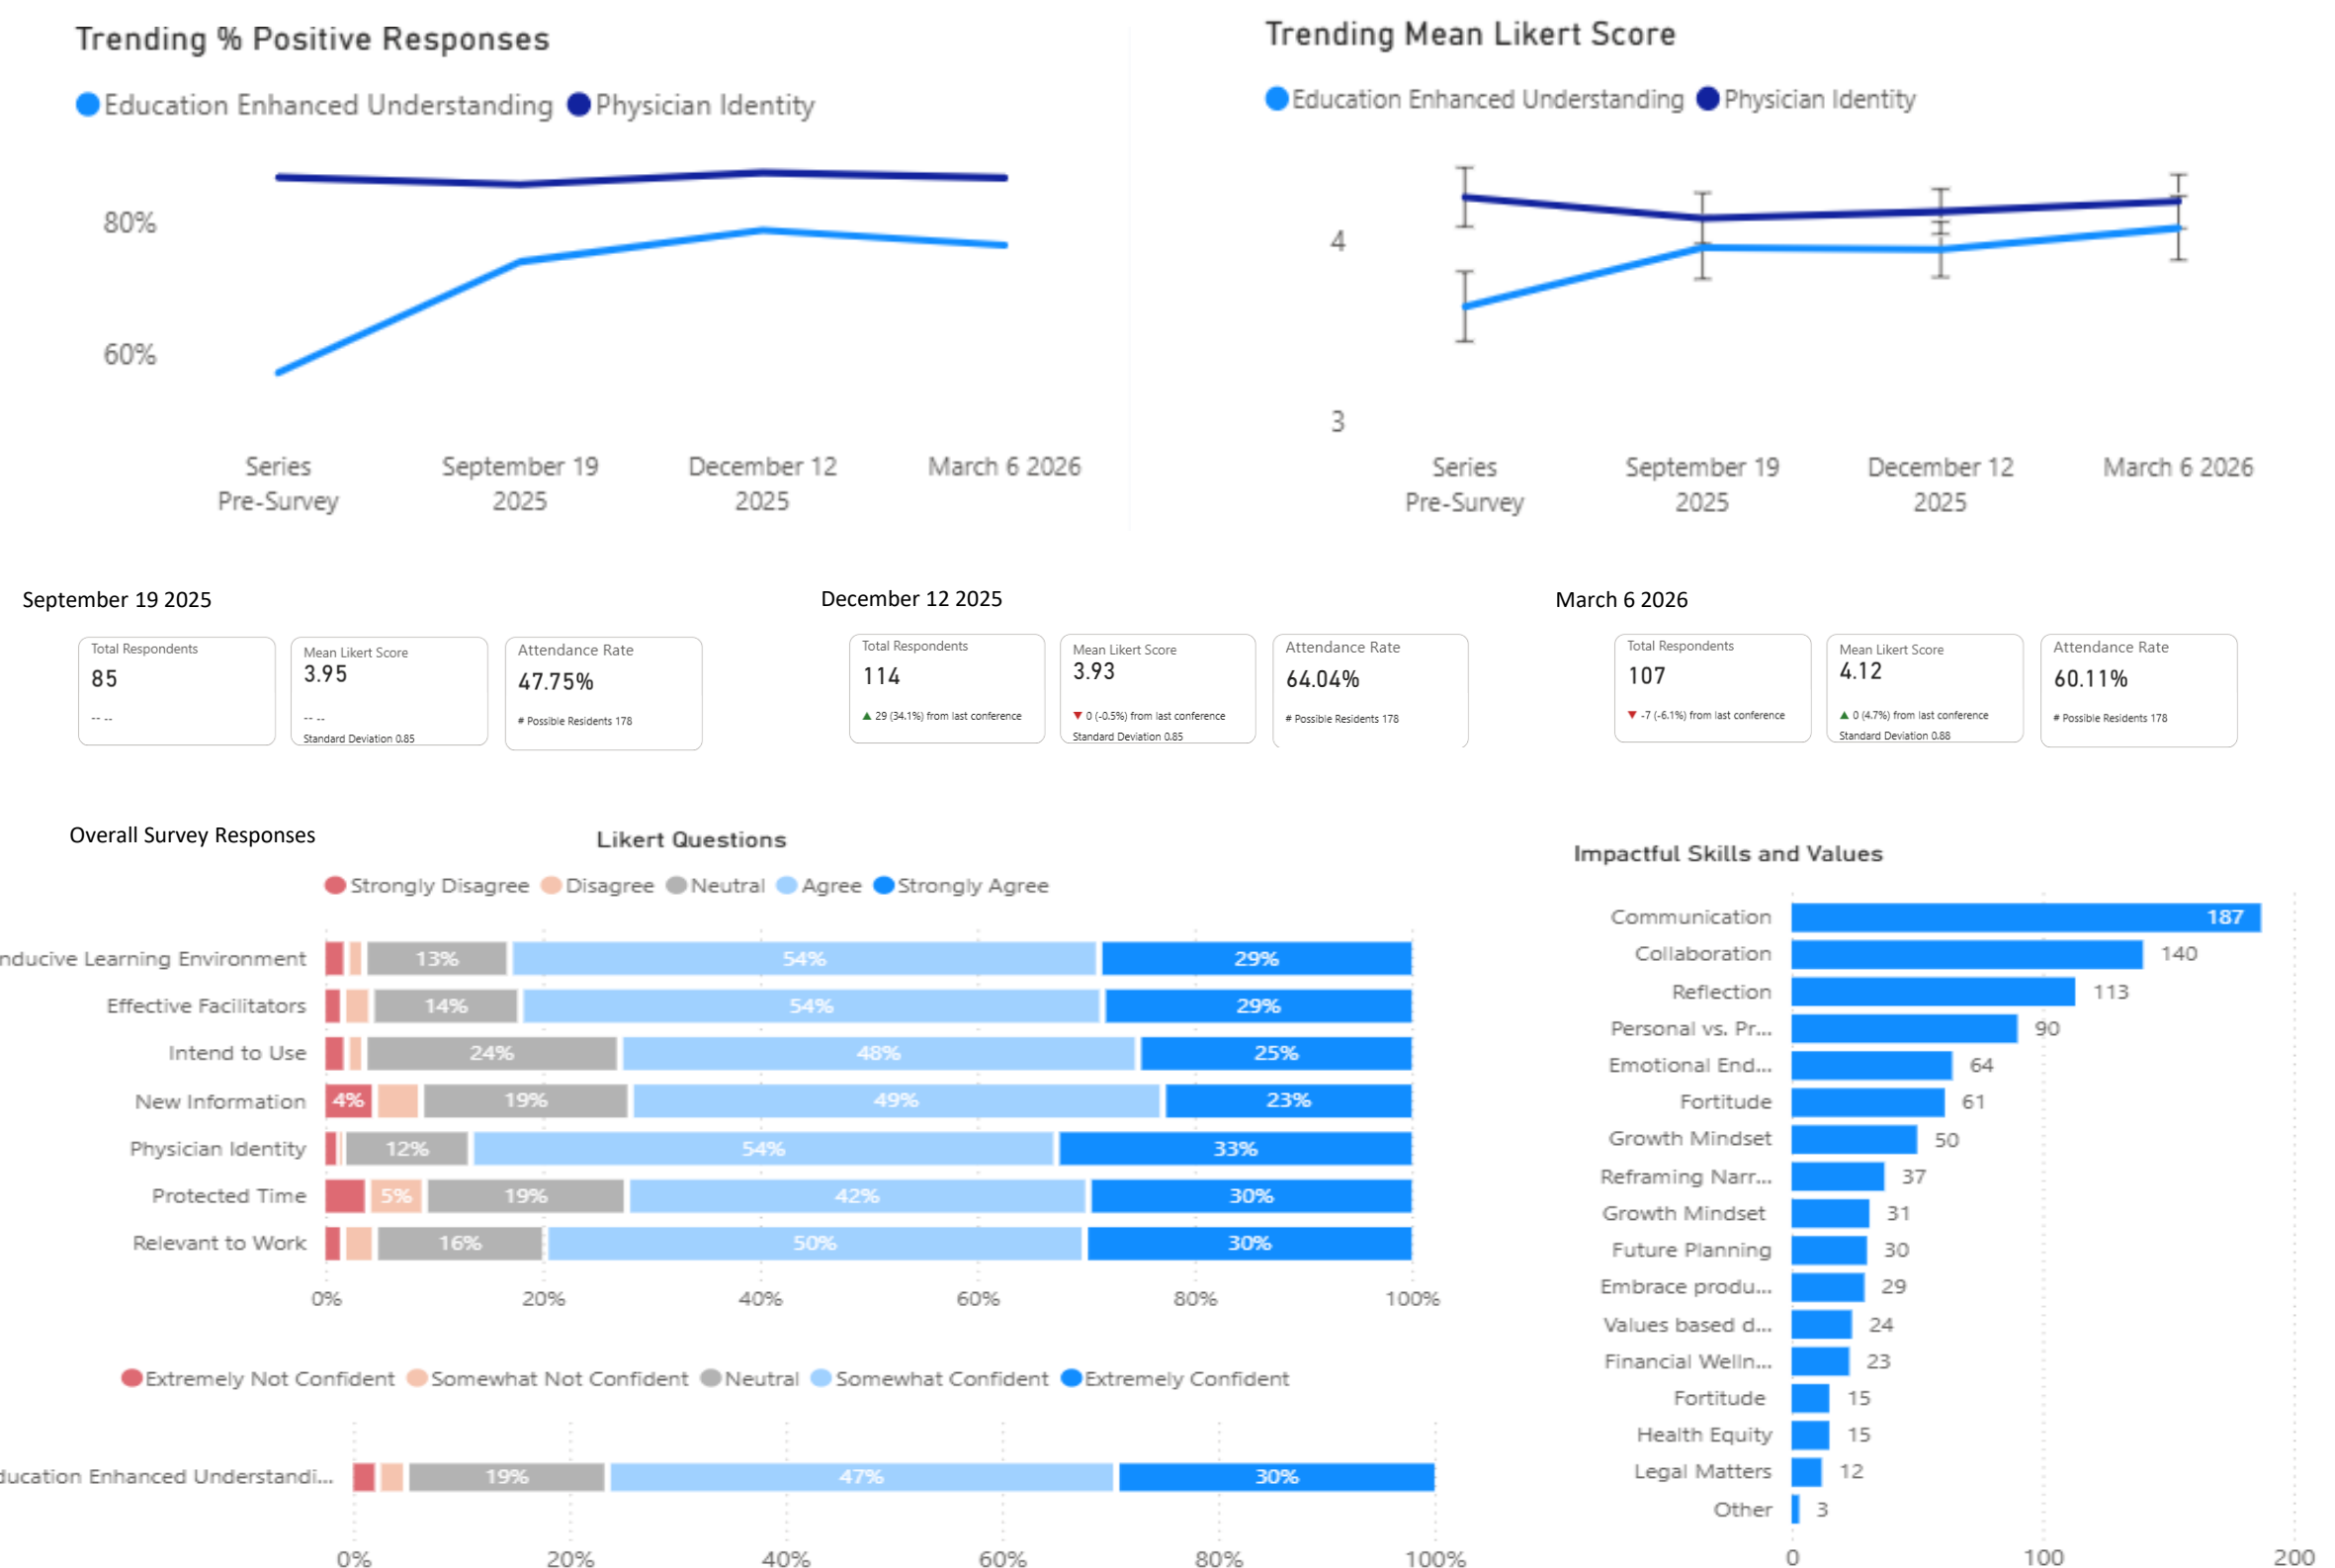 Trending % Positive Responses
Education Enhanced Understanding Physician Identity
80%
60%
Series Pre-Survey
September 19 2025
December 12 2025
March 6 2026
Trending Mean Likert Score
Education Enhanced Understanding Physician Identity
4
3
Series Pre-Survey
September 19 2025
December 12 2025
March 6 2026
September 19 2025
Total Respondents
85
-- --
Mean Likert Score
3.95
-- --
Standard Deviation 0.85
Attendance Rate
47.75%
# Possible Residents 178
December 12 2025
Total Respondents
114
▲ 29 (34.1%) from last conference
Mean Likert Score
3.93
▼ 0 (-0.5%) from last conference
Standard Deviation 0.85
Attendance Rate
64.04%
# Possible Residents 178
March 6 2026
Total Respondents
107
▼ -7 (-6.1%) from last conference
Mean Likert Score
4.12
▲ 0 (4.7%) from last conference
Standard Deviation 0.88
Attendance Rate
60.11%
# Possible Residents 178
Overall Survey Responses
Likert Questions
Strongly Disagree Disagree Neutral Agree Strongly Agree
nducive Learning Environment 13% 54% 29%
Effective Facilitators 14% 54% 29%
Intend to Use 24% 48% 25%
New Information 4% 19% 49% 23%
Physician Identity 12% 54% 33%
Protected Time 5% 19% 42% 30%
Relevant to Work 16% 50% 30%
0% 20% 40% 60% 80% 100%
Extremely Not Confident Somewhat Not Confident Neutral Somewhat Confident Extremely Confident
ducation Enhanced Understandi... 19% 47% 30%
0% 20% 40% 60% 80% 100%
Impactful Skills and Values
Communication 187
Collaboration 140
Reflection 113
Personal vs. Pr... 90
Emotional End... 64
Fortitude 61
Growth Mindset 50
Reframing Narr... 37
Growth Mindset 31
Future Planning 30
Embrace produ... 29
Values based d... 24
Financial Welln... 23
Fortitude 15
Health Equity 15
Legal Matters 12
Other 3
0 100 200